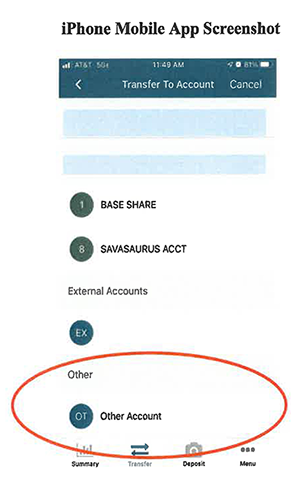 iPhone Mobile App Screenshot
AT&T 5GE 11:49 AM 81%
Transfer To Account Cancel
1 BASE SHARE
8 SAVASAURUS ACCT
External Accounts
EX
Other
OT Other Account
Summary Transfer Deposit Menu